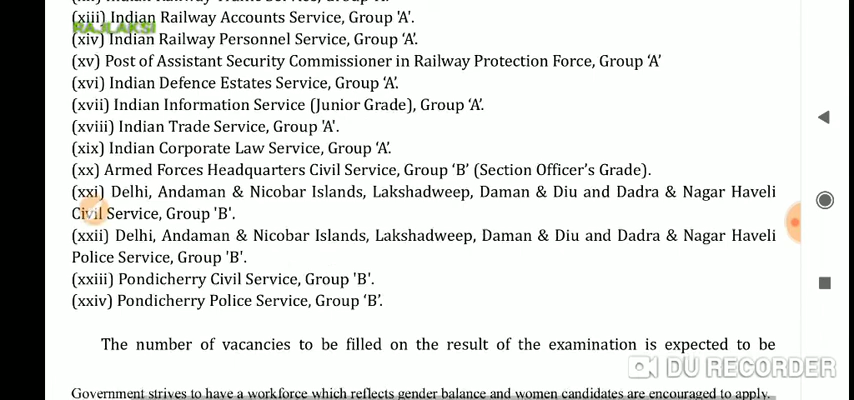 (xiii) Indian Railway Accounts Service, Group 'A'.
RAJLAKSI
(xiv) Indian Railway Personnel Service, Group ‘A’.
(xv) Post of Assistant Security Commissioner in Railway Protection Force, Group ‘A’
(xvi) Indian Defence Estates Service, Group ‘A’.
(xvii) Indian Information Service (Junior Grade), Group ‘A’.
(xviii) Indian Trade Service, Group 'A'.
(xix) Indian Corporate Law Service, Group ‘A’.
(xx) Armed Forces Headquarters Civil Service, Group ‘B’ (Section Officer’s Grade).
(xxi) Delhi, Andaman & Nicobar Islands, Lakshadweep, Daman & Diu and Dadra & Nagar Haveli
Civil Service, Group 'B'.
(xxii) Delhi, Andaman & Nicobar Islands, Lakshadweep, Daman & Diu and Dadra & Nagar Haveli
Police Service, Group 'B'.
(xxiii) Pondicherry Civil Service, Group 'B'.
(xxiv) Pondicherry Police Service, Group ‘B’.
The number of vacancies to be filled on the result of the examination is expected to be
DU RECORDER
Government strives to have a workforce which reflects gender balance and women candidates are encouraged to apply.